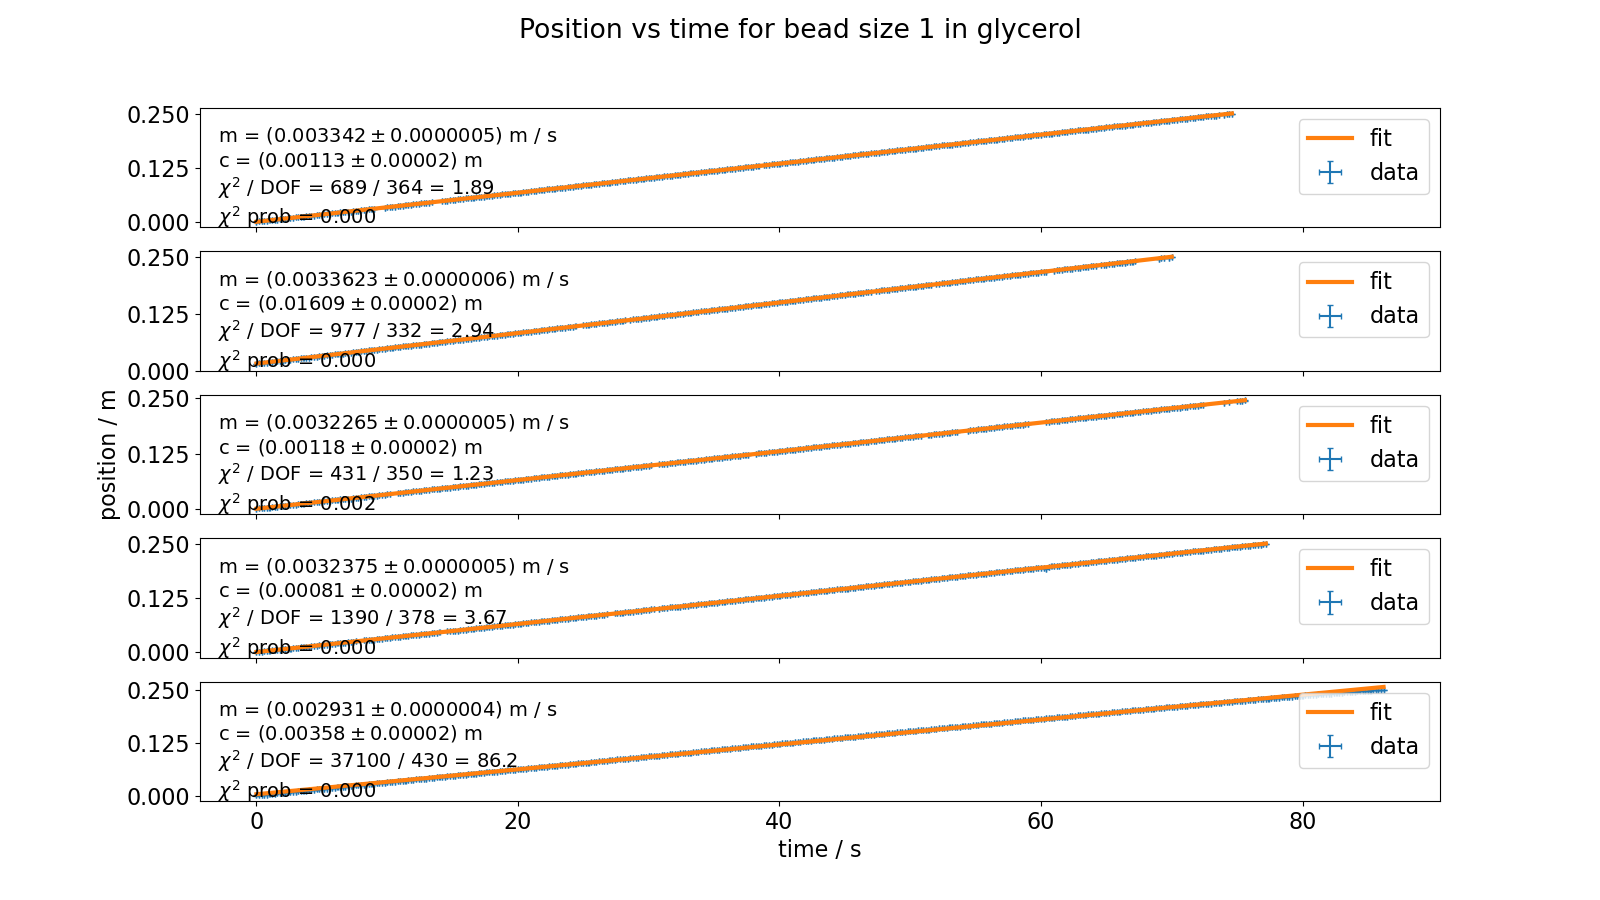 Position vs time for bead size 1 in glycerol
0.250
0.125
0.000
m = (0.003342 ± 0.0000005) m / s
c = (0.00113 ± 0.00002) m
χ² / DOF = 689 / 364 = 1.89
χ² prob = 0.000
fit
data
0.250
0.125
0.000
m = (0.0033623 ± 0.0000006) m / s
c = (0.01609 ± 0.00002) m
χ² / DOF = 977 / 332 = 2.94
χ² prob = 0.000
fit
data
position / m
0.250
0.125
0.000
m = (0.0032265 ± 0.0000005) m / s
c = (0.00118 ± 0.00002) m
χ² / DOF = 431 / 350 = 1.23
χ² prob = 0.002
fit
data
0.250
0.125
0.000
m = (0.0032375 ± 0.0000005) m / s
c = (0.00081 ± 0.00002) m
χ² / DOF = 1390 / 378 = 3.67
χ² prob = 0.000
fit
data
0.250
0.125
0.000
m = (0.002931 ± 0.0000004) m / s
c = (0.00358 ± 0.00002) m
χ² / DOF = 37100 / 430 = 86.2
χ² prob = 0.000
fit
data
0 20 40 60 80
time / s